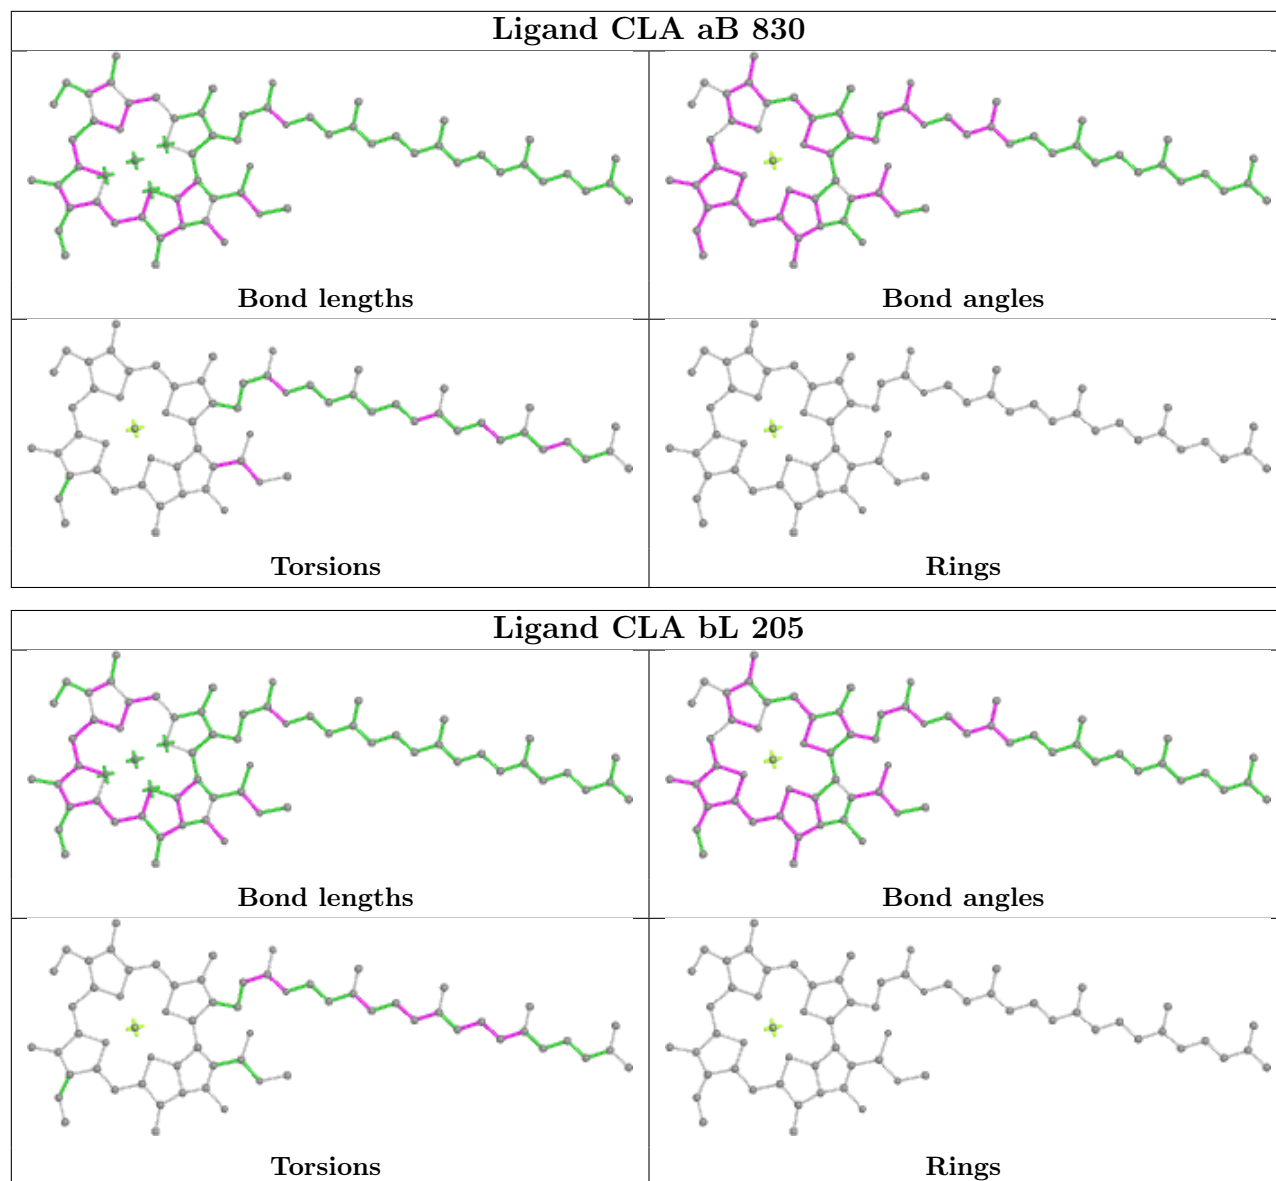 Ligand CLA aB 830
Bond lengths
Bond angles
Torsions
Rings
Ligand CLA bL 205
Bond lengths
Bond angles
Torsions
Rings